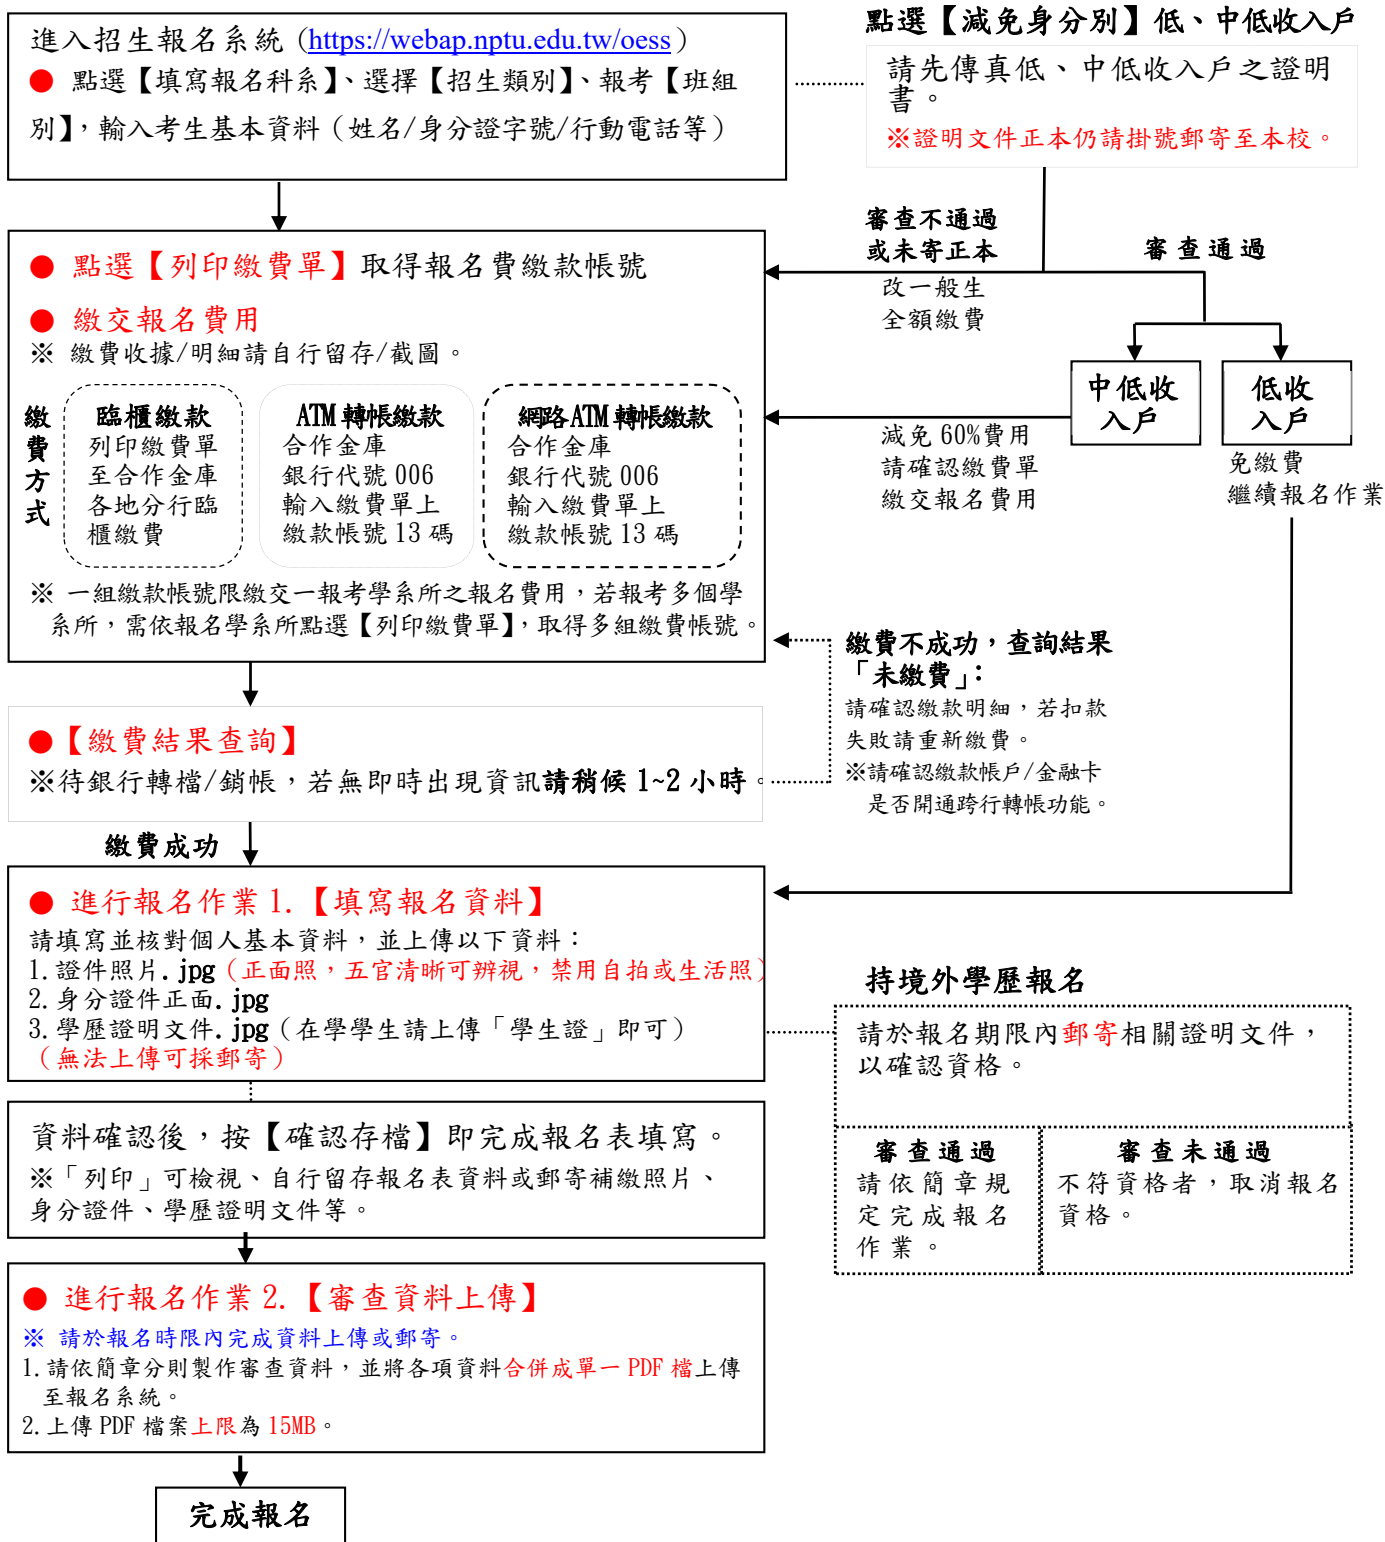 進入招生報名系統 (https://webap.nptu.edu.tw/oess)
● 點選【填寫報名科系】、選擇【招生類別】、報考【班組
別】，輸入考生基本資料（姓名/身分證字號/行動電話等）
點選【減免身分別】低、中低收入戶
請先傳真低、中低收入戶之證明
書。
※證明文件正本仍請掛號郵寄至本校。
審查不通過
或未寄正本
審查通過
改一般生
全額繳費
● 點選【列印繳費單】取得報名費繳款帳號
● 繳交報名費用
※ 繳費收據/明細請自行留存/截圖。
繳
費
方
式
臨櫃繳款
列印繳費單
至合作金庫
各地分行臨
櫃繳費
ATM 轉帳繳款
合作金庫
銀行代號 006
輸入繳費單上
繳款帳號 13 碼
網路ATM轉帳繳款
合作金庫
銀行代號 006
輸入繳費單上
繳款帳號 13 碼
中低收
入戶
低收
入戶
減免 60%費用
請確認繳費單
繳交報名費用
免繳費
繼續報名作業
※ 一組繳款帳號限繳交一報考學系所之報名費用，若報考多個學
系所，需依報名學系所點選【列印繳費單】，取得多組繳費帳號。
繳費不成功，查詢結果
「未繳費」：
請確認繳款明細，若扣款
失敗請重新繳費。
※請確認繳款帳戶/金融卡
是否開通跨行轉帳功能。
●【繳費結果查詢】
※待銀行轉檔/銷帳，若無即時出現資訊請稍候 1~2 小時。
繳費成功
● 進行報名作業 1.【填寫報名資料】
請填寫並核對個人基本資料，並上傳以下資料：
1.證件照片.jpg（正面照，五官清晰可辨視，禁用自拍或生活照）
2.身分證件正面.jpg
3.學歷證明文件.jpg（在學學生請上傳「學生證」即可）
（無法上傳可採郵寄）
持境外學歷報名
請於報名期限內郵寄相關證明文件，
以確認資格。
審查通過
請依簡章規
定完成報名
作業。
審查未通過
不符資格者，取消報名
資格。
資料確認後，按【確認存檔】即完成報名表填寫。
※「列印」可檢視、自行留存報名表資料或郵寄補繳照片、
身分證件、學歷證明文件等。
● 進行報名作業 2.【審查資料上傳】
※ 請於報名時限內完成資料上傳或郵寄。
1.請依簡章分則製作審查資料，並將各項資料合併成單一 PDF 檔上傳
至報名系統。
2.上傳 PDF 檔案上限為 15MB。
完成報名